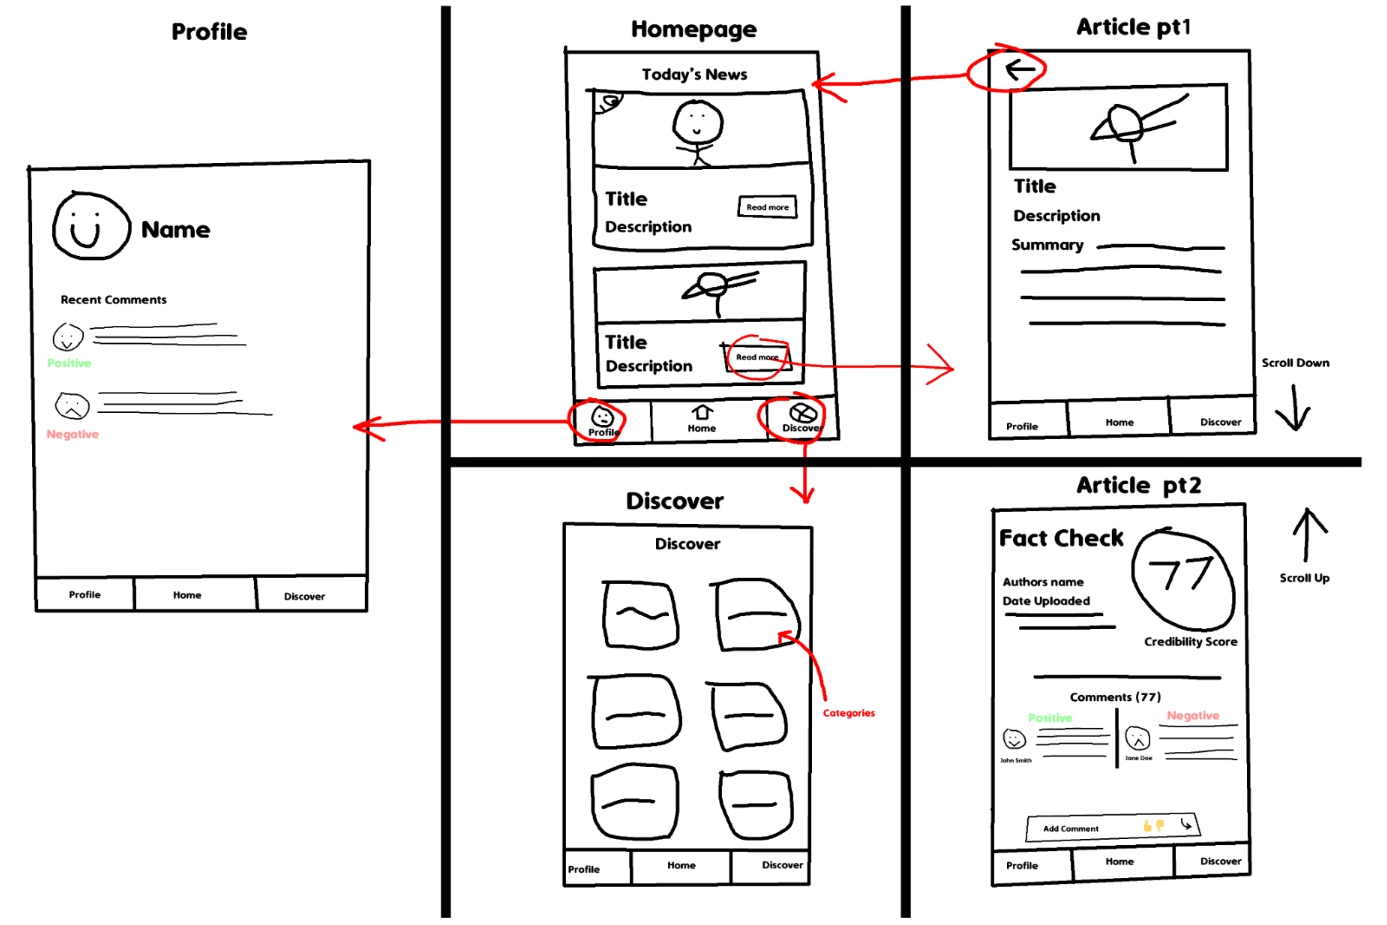 Profile
Name
Recent Comments
Positive
Negative
Profile Home Discover
Homepage
Today's News
Title
Read more
Description
Title
Read more
Description
Profile Home Discover
Article pt1
Title
Description
Summary
Profile Home Discover
Scroll Down
Discover
Discover
Categories
Profile Home Discover
Article pt2
Fact Check
77
Authors name
Date Uploaded
Credibility Score
Comments (77)
Positive
Negative
John Smith
Jane Doe
Add Comment
Profile Home Discover
Scroll Up